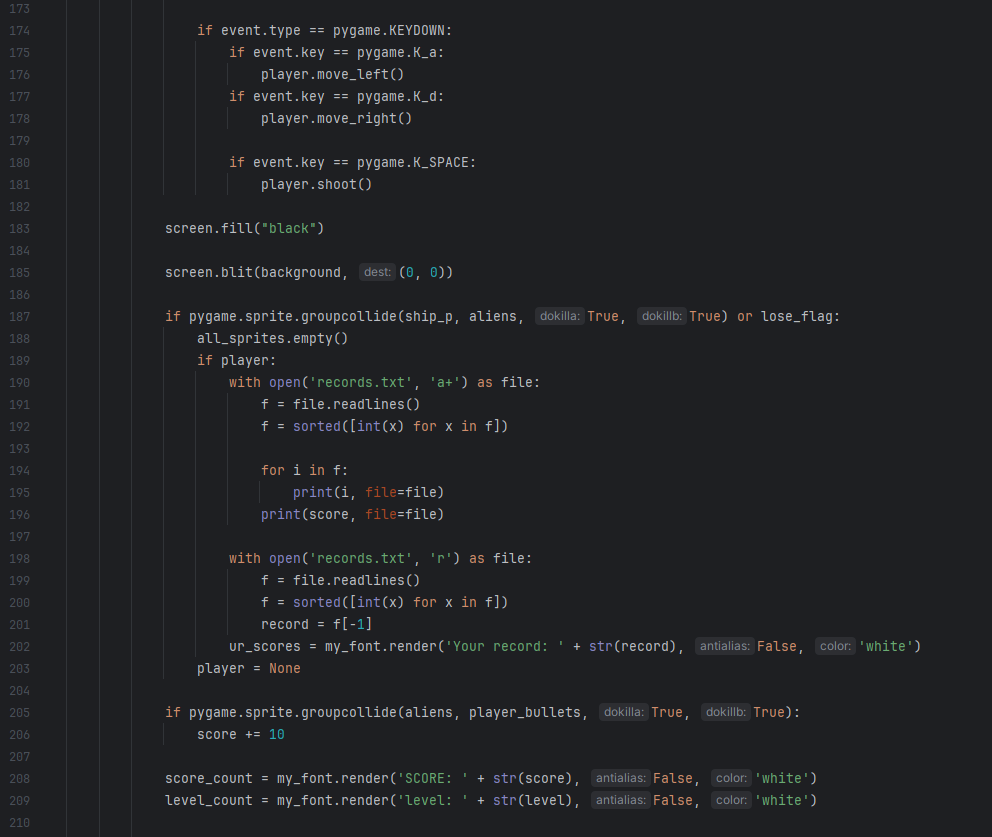 173
174 if event.type == pygame.KEYDOWN:
175 if event.key == pygame.K_a:
176 player.move_left()
177 if event.key == pygame.K_d:
178 player.move_right()
179
180 if event.key == pygame.K_SPACE:
181 player.shoot()
182
183 screen.fill("black")
184
185 screen.blit(background, dest: (0, 0))
186
187 if pygame.sprite.groupcollide(ship_p, aliens, dokilla: True, dokillb: True) or lose_flag:
188 all_sprites.empty()
189 if player:
190 with open('records.txt', 'a+') as file:
191 f = file.readlines()
192 f = sorted([int(x) for x in f])
193
194 for i in f:
195 print(i, file=file)
196 print(score, file=file)
197
198 with open('records.txt', 'r') as file:
199 f = file.readlines()
200 f = sorted([int(x) for x in f])
201 record = f[-1]
202 ur_scores = my_font.render('Your record: ' + str(record), antialias: False, color: 'white')
203 player = None
204
205 if pygame.sprite.groupcollide(aliens, player_bullets, dokilla: True, dokillb: True):
206 score += 10
207
208 score_count = my_font.render('SCORE: ' + str(score), antialias: False, color: 'white')
209 level_count = my_font.render('level: ' + str(level), antialias: False, color: 'white')
210